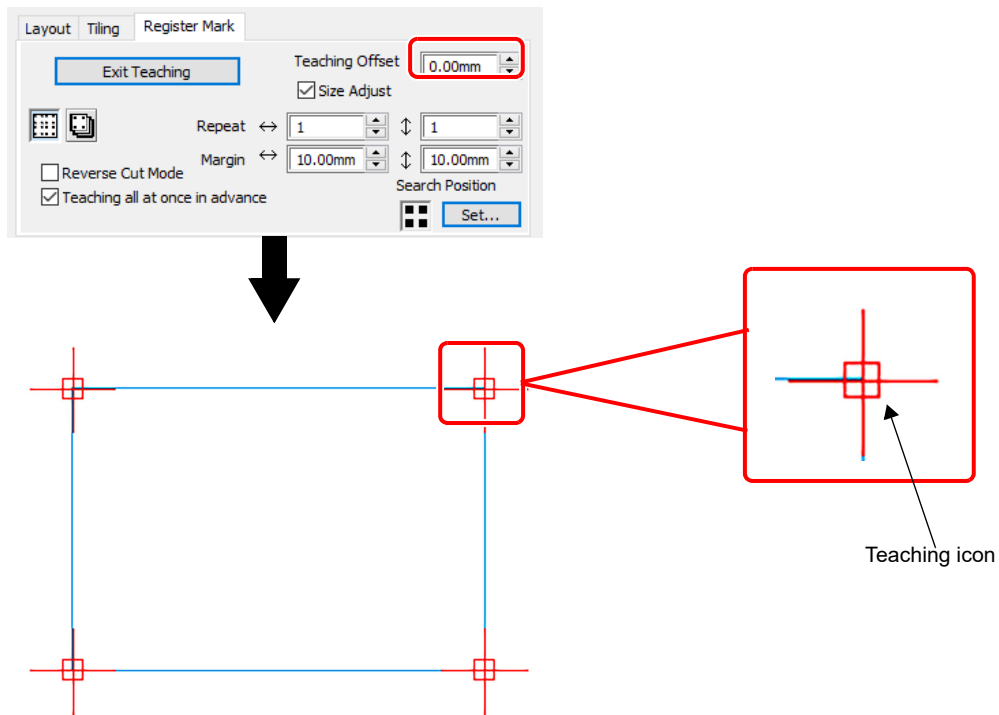 Layout Tiling Register Mark
Exit Teaching
Teaching Offset 0.00mm
Size Adjust
Repeat 1 1
Margin 10.00mm 10.00mm
Reverse Cut Mode
Teaching all at once in advance
Search Position
Set...
Teaching icon